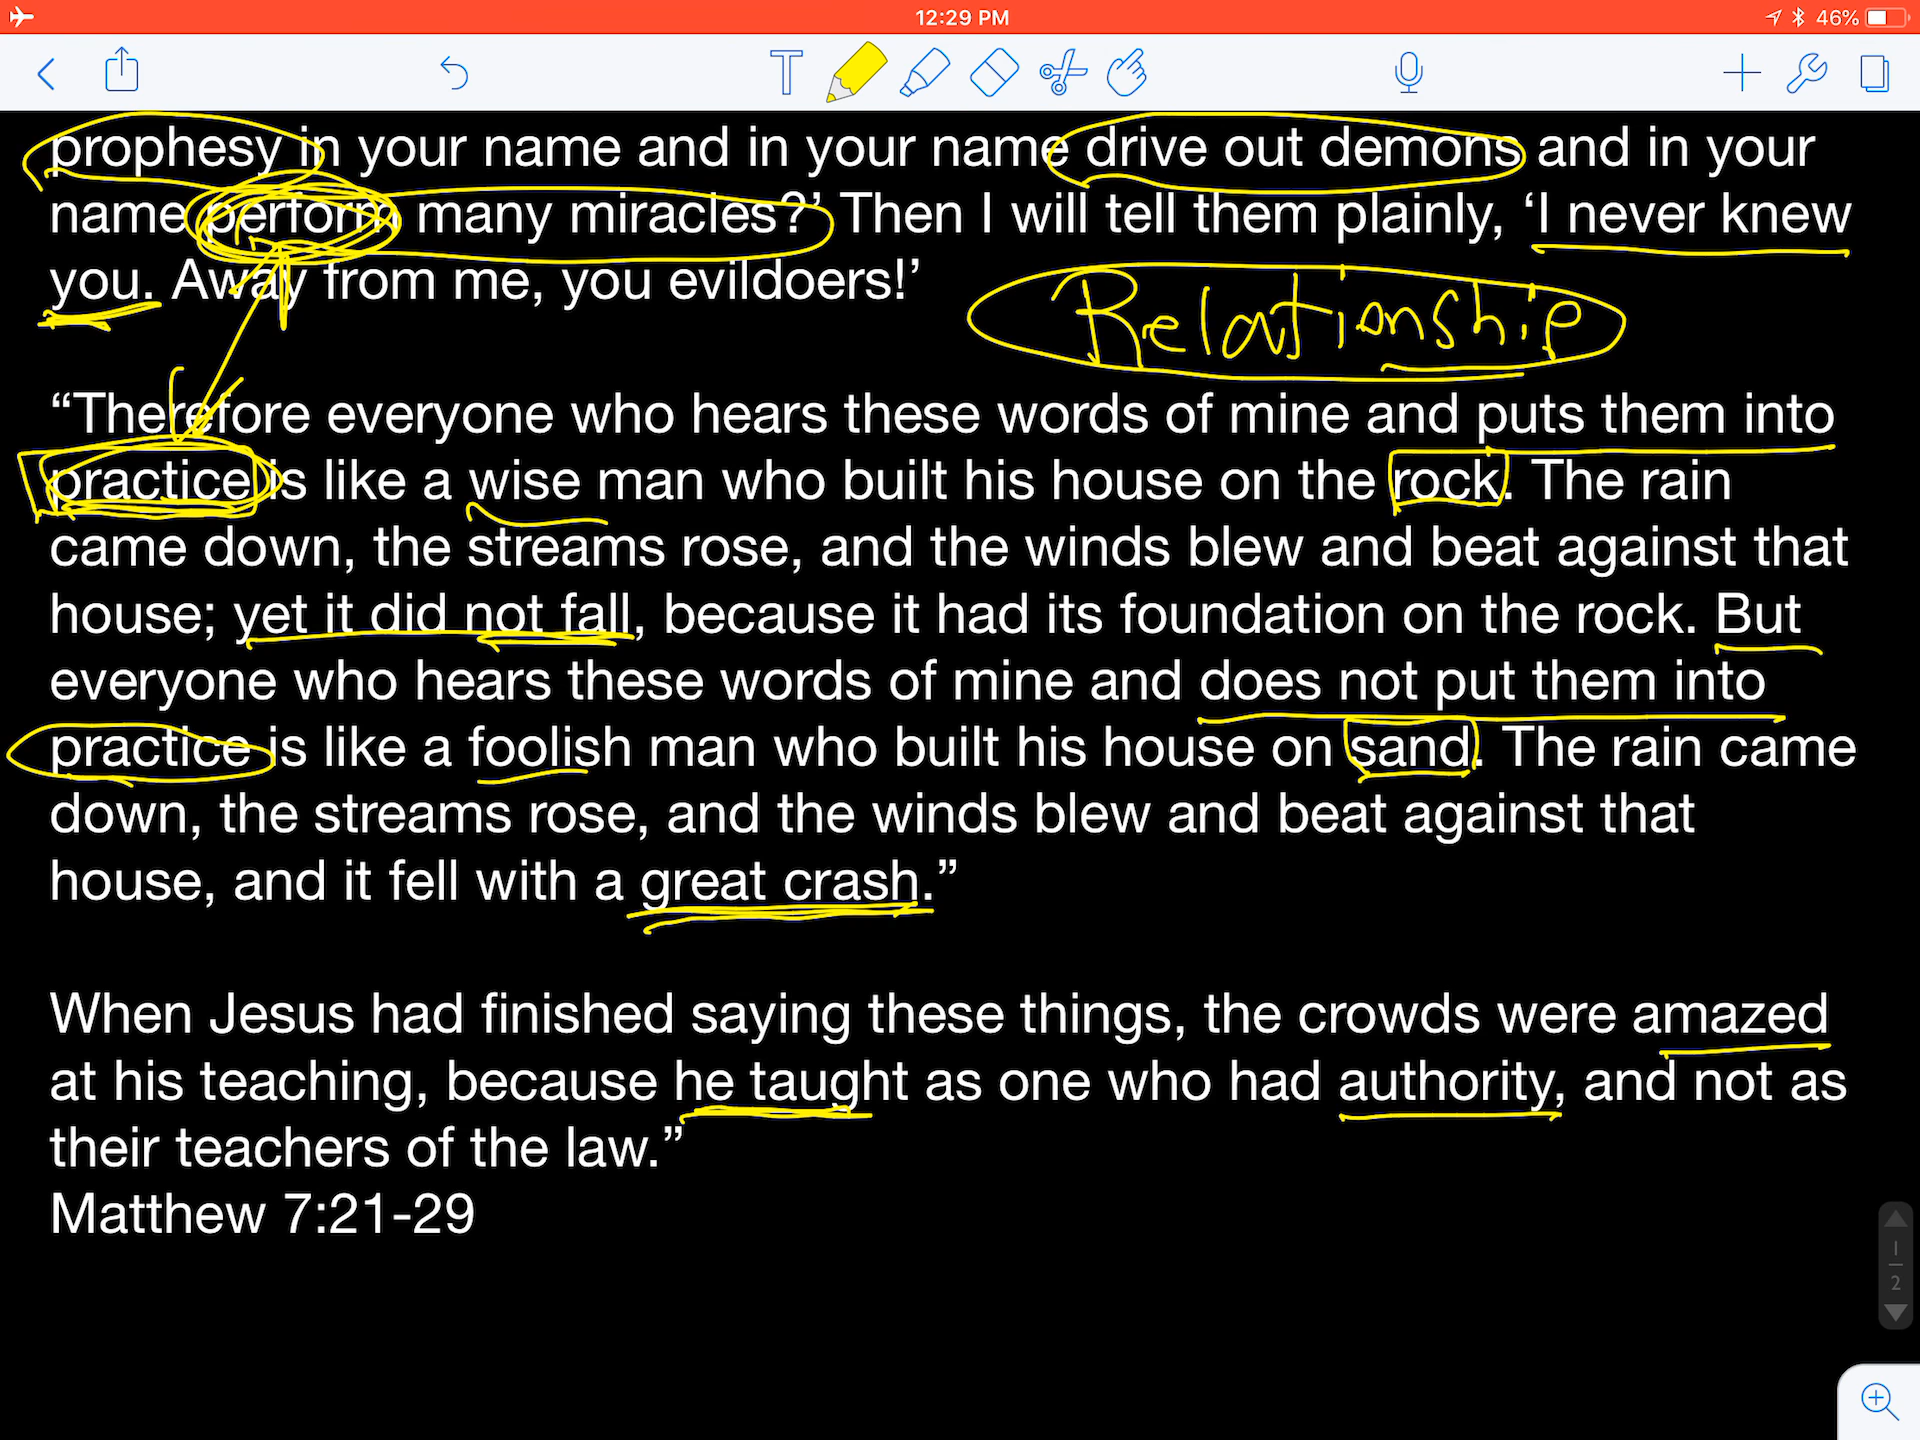 12:29 PM
46%
T
prophesy in your name and in your name drive out demons and in your
name perform many miracles?’ Then I will tell them plainly, ‘I never knew
you. Away from me, you evildoers!’
Relationship
“Therefore everyone who hears these words of mine and puts them into
practice is like a wise man who built his house on the rock. The rain
came down, the streams rose, and the winds blew and beat against that
house; yet it did not fall, because it had its foundation on the rock. But
everyone who hears these words of mine and does not put them into
practice is like a foolish man who built his house on sand. The rain came
down, the streams rose, and the winds blew and beat against that
house, and it fell with a great crash.”
When Jesus had finished saying these things, the crowds were amazed
at his teaching, because he taught as one who had authority, and not as
their teachers of the law.”
Matthew 7:21-29
1
2